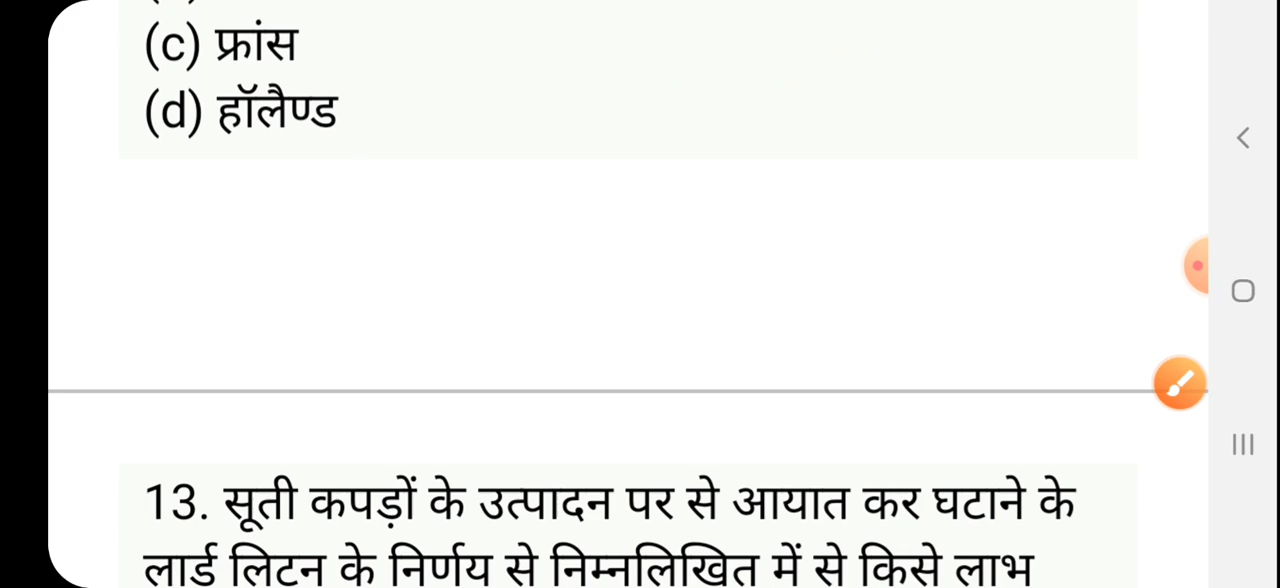 (c) फ्रांस
(d) हॉलैण्ड
13. सूती कपड़ों के उत्पादन पर से आयात कर घटाने के
लार्ड लिटन के निर्णय से निम्नलिखित में से किसे लाभ